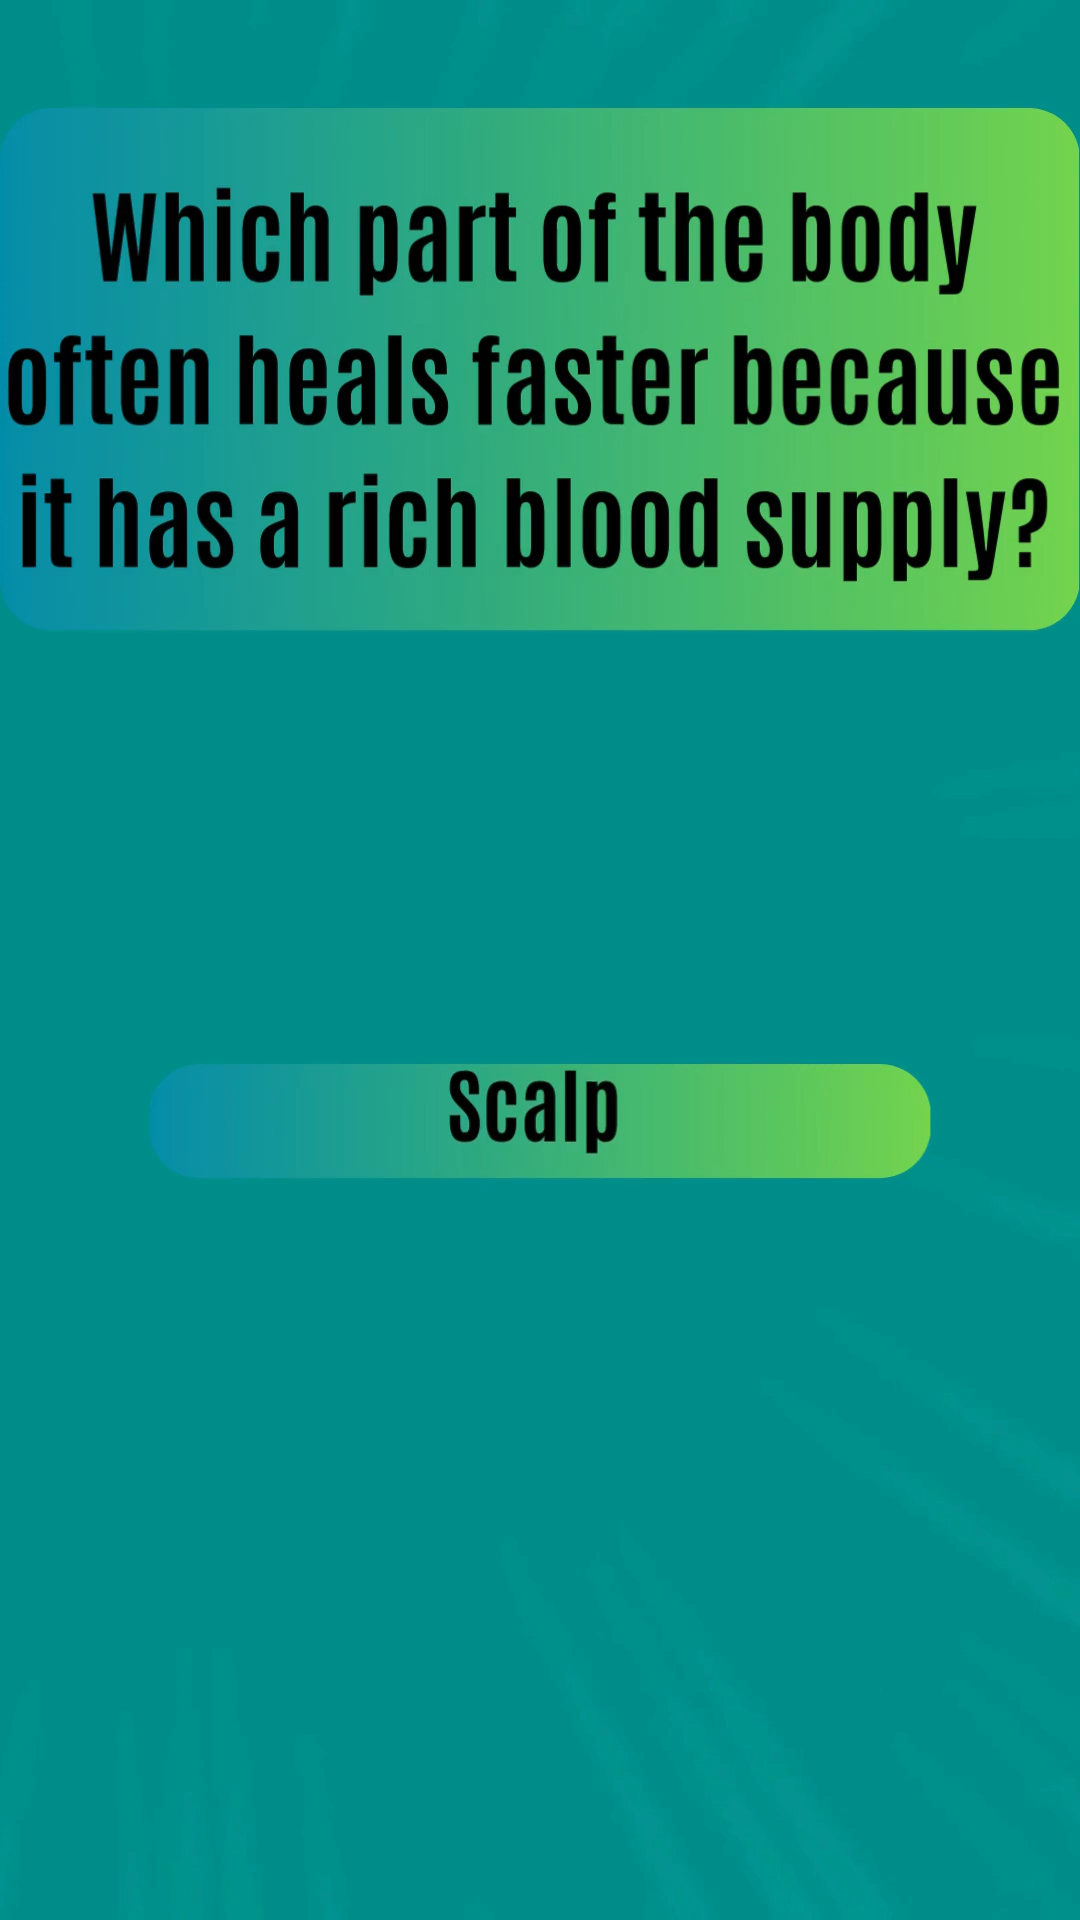 Which part of the body
often heals faster because
it has a rich blood supply?
Scalp